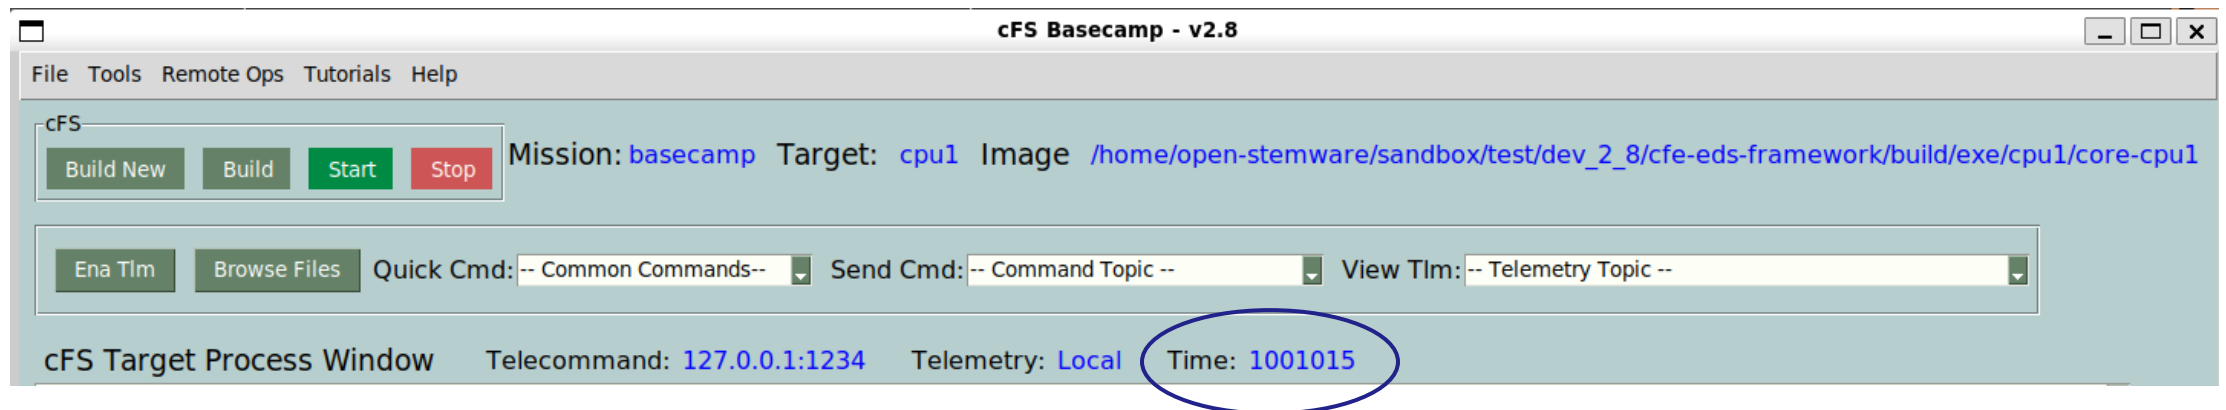 cFS Basecamp - v2.8
File Tools Remote Ops Tutorials Help
cFS
Build New Build Start Stop Mission: basecamp Target: cpu1 Image /home/open-stemware/sandbox/test/dev_2_8/cfe-eds-framework/build/exe/cpu1/core-cpu1
Ena Tlm Browse Files Quick Cmd: -- Common Commands-- Send Cmd: -- Command Topic -- View Tlm: -- Telemetry Topic --
cFS Target Process Window Telecommand: 127.0.0.1:1234 Telemetry: Local Time: 1001015